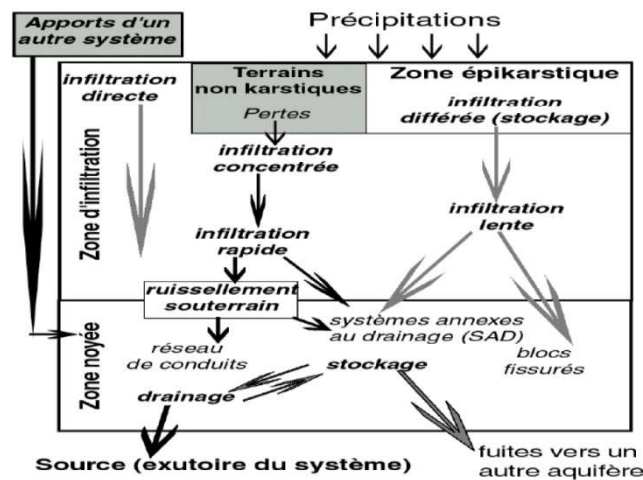 Apports d'un
autre système
Précipitations
infiltration
directe
Terrains
non karstiques
Pertes
Zone épikarstique
infiltration
différée (stockage)
infiltration
concentrée
Zone d'infiltration
infiltration
rapide
infiltration
lente
ruissellement
souterrain
Zone noyée
réseau
de conduits
systèmes annexes
au drainage (SAD)
stockage
blocs
fissurés
drainage
Source (exutoire du système)
fuites vers un
autre aquifère